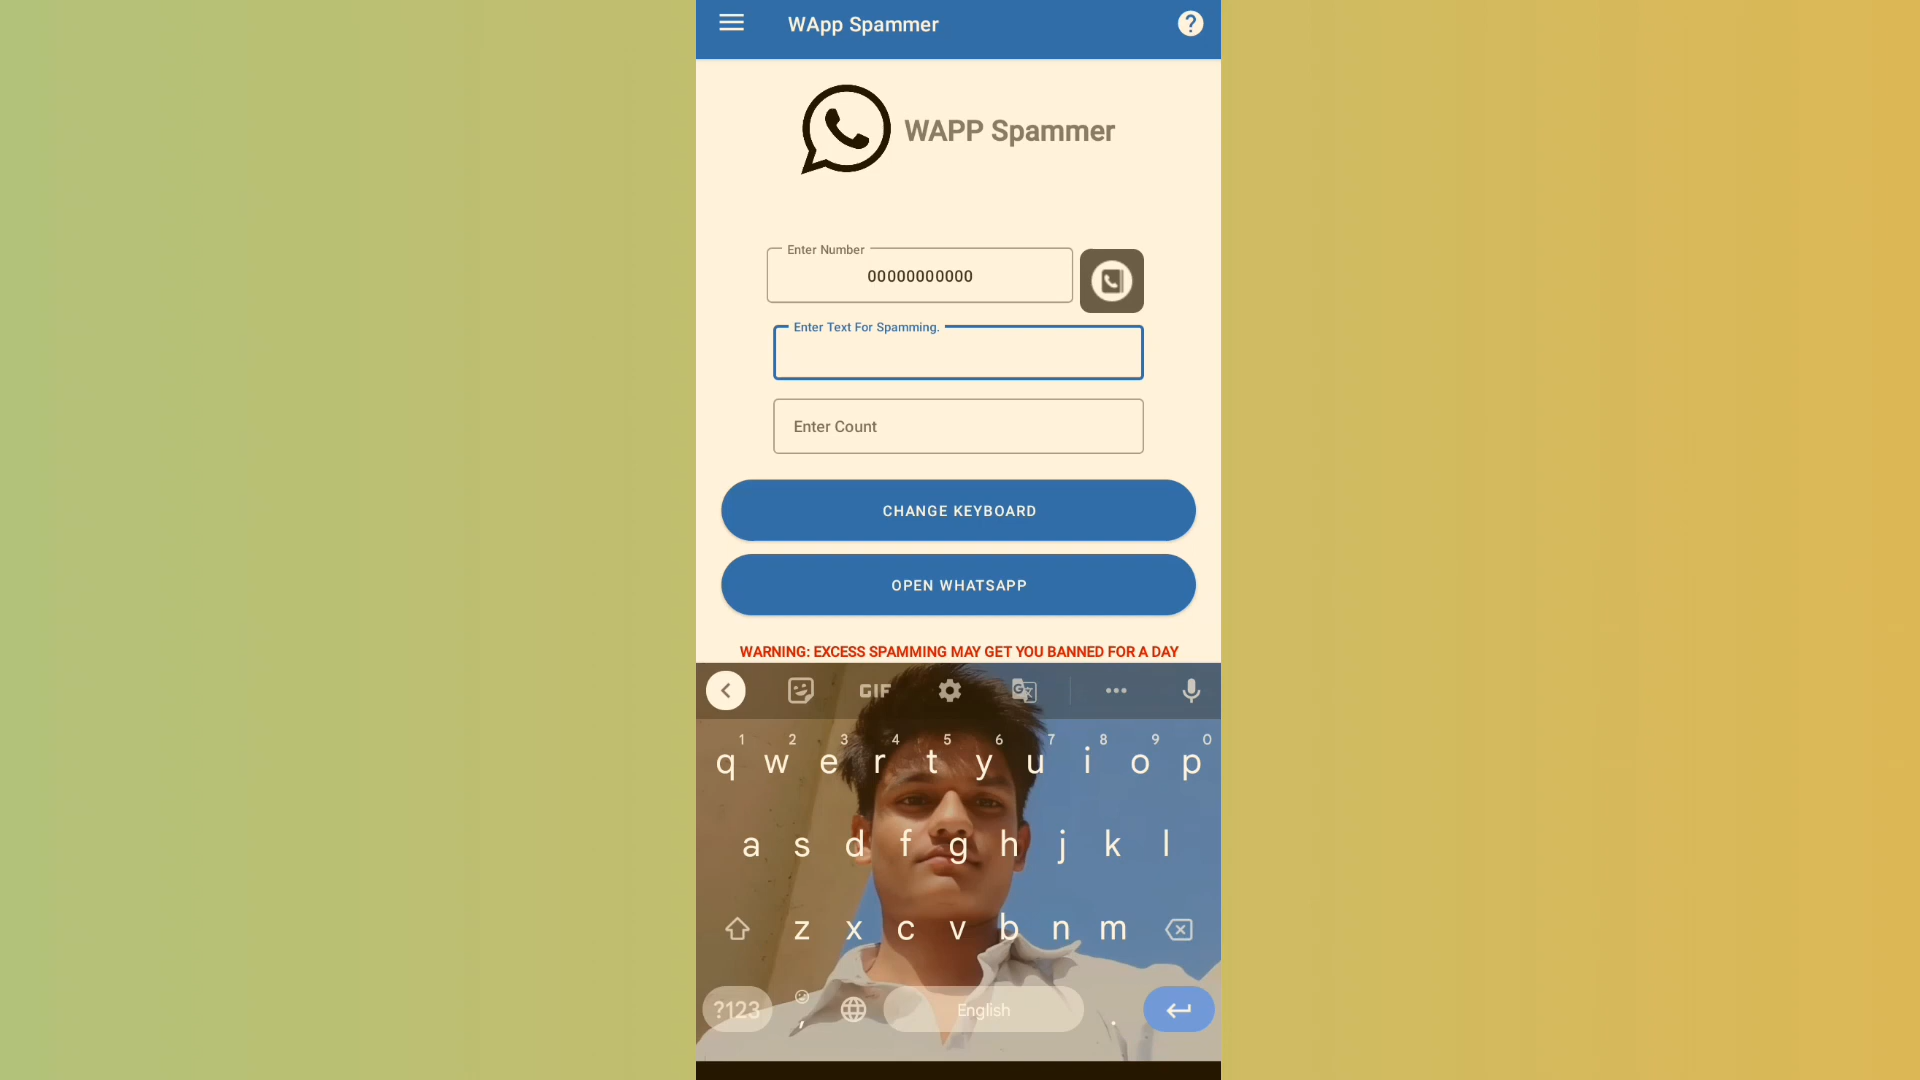 WApp Spammer
?
WAPP Spammer
Enter Number
00000000000
Enter Text For Spamming.
Enter Count
CHANGE KEYBOARD
OPEN WHATSAPP
WARNING: EXCESS SPAMMING MAY GET YOU BANNED FOR A DAY
GIF
1 2 3 4 5 6 7 8 9 0
q w e r t y u i o p
a s d f g h j k l
z x c v b n m
?123 , English .